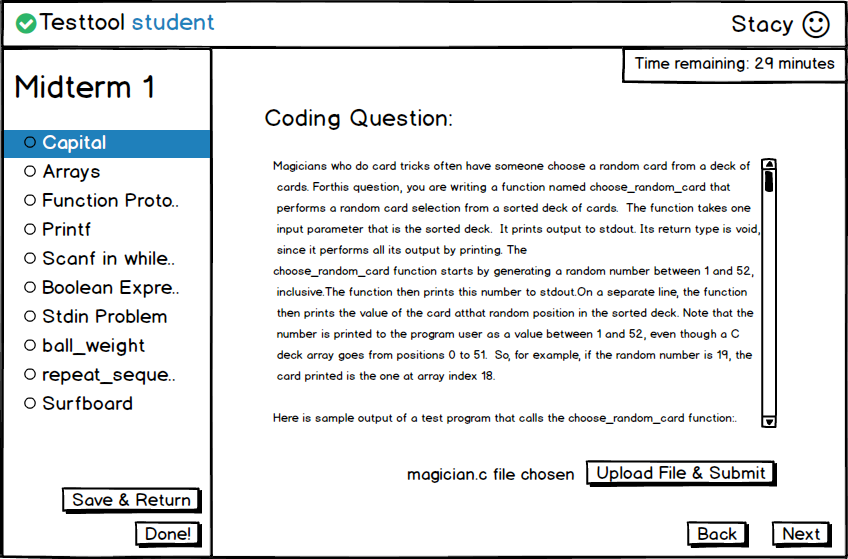 Testtool student
Stacy
Time remaining: 29 minutes
Midterm 1
Capital
Arrays
Function Proto..
Printf
Scanf in while..
Boolean Expre..
Stdin Problem
ball_weight
repeat_seque..
Surfboard
Save & Return
Done!
Coding Question:
Magicians who do card tricks often have someone choose a random card from a deck of
cards. Forthis question, you are writing a function named choose_random_card that
performs a random card selection from a sorted deck of cards. The function takes one
input parameter that is the sorted deck. It prints output to stdout. Its return type is void,
since it performs all its output by printing. The
choose_random_card function starts by generating a random number between 1 and 52,
inclusive.The function then prints this number to stdout.On a separate line, the function
then prints the value of the card atthat random position in the sorted deck. Note that the
number is printed to the program user as a value between 1 and 52, even though a C
deck array goes from positions 0 to 51. So, for example, if the random number is 19, the
card printed is the one at array index 18.
Here is sample output of a test program that calls the choose_random_card function:.
magician.c file chosen
Upload File & Submit
Back
Next